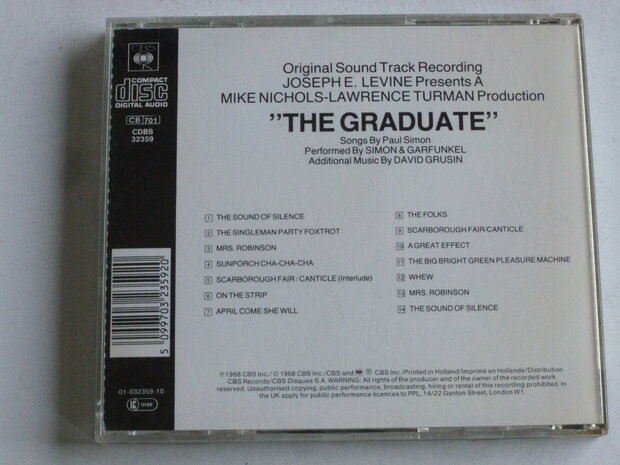 CBS
COMPACT
disc
DIGITAL AUDIO
CB 701
CDBS
32359
Original Sound Track Recording
JOSEPH E. LEVINE Presents A
MIKE NICHOLS-LAWRENCE TURMAN Production
"THE GRADUATE"
Songs By Paul Simon
Performed By SIMON & GARFUNKEL
Additional Music By DAVID GRUSIN
1 THE SOUND OF SILENCE
2 THE SINGLEMAN PARTY FOXTROT
3 MRS. ROBINSON
4 SUNPORCH CHA-CHA-CHA
5 SCARBOROUGH FAIR / CANTICLE (Interlude)
6 ON THE STRIP
7 APRIL COME SHE WILL
8 THE FOLKS
9 SCARBOROUGH FAIR/CANTICLE
10 A GREAT EFFECT
11 THE BIG BRIGHT GREEN PLEASURE MACHINE
12 WHEW
13 MRS. ROBINSON
14 THE SOUND OF SILENCE
5 099703 235920
01-032359-10
0149
℗ 1968 CBS Inc./ © 1968 CBS Inc./CBS and ® CBS Inc./Printed in Holland/Imprimé en Hollande/Distribution
CBS Records/CBS Disques S.A. WARNING: All rights of the producer and of the owner of the recorded work
reserved. Unauthorised copying, public performance, broadcasting, hiring or rental of this recording prohibited. In
the UK apply for public performance licences to PPL, 14/22 Ganton Street, London W1.